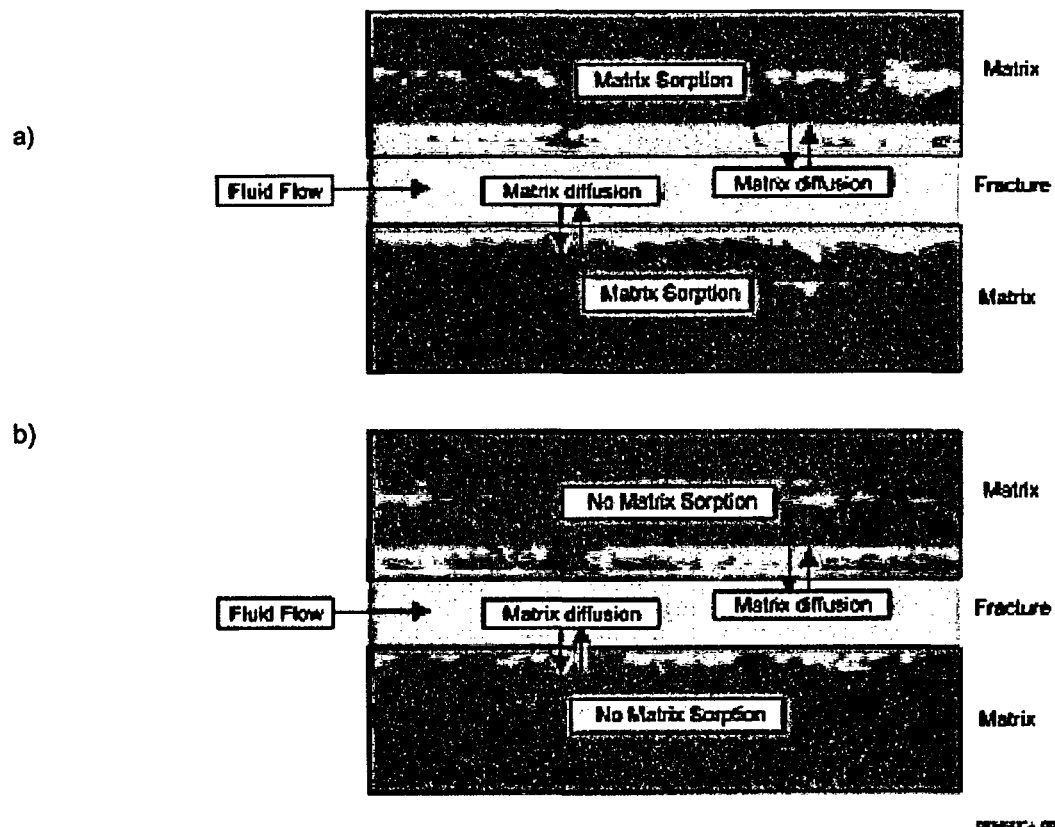 Matrix Sorption
Matrix
a)
Fluid Flow
Matrix diffusion
Matrix diffusion
Fracture
Matrix Sorption
Matrix
b)
No Matrix Sorption
Matrix
Fluid Flow
Matrix diffusion
Matrix diffusion
Fracture
No Matrix Sorption
Matrix